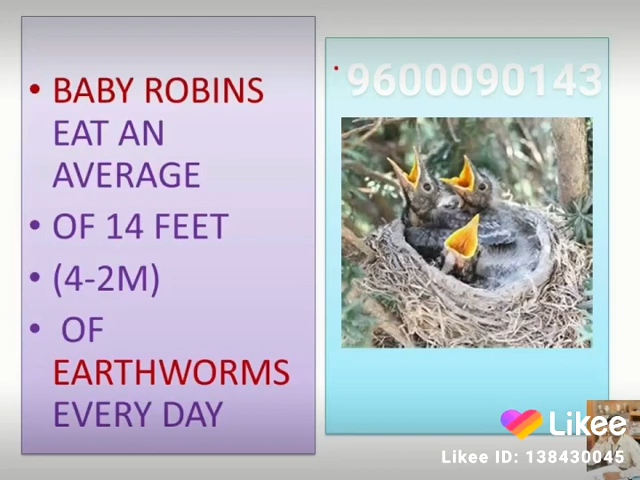 • BABY ROBINS
EAT AN
AVERAGE
• OF 14 FEET
• (4-2M)
• OF
EARTHWORMS
EVERY DAY
• 9600090143
Likee
Likee ID: 138430045